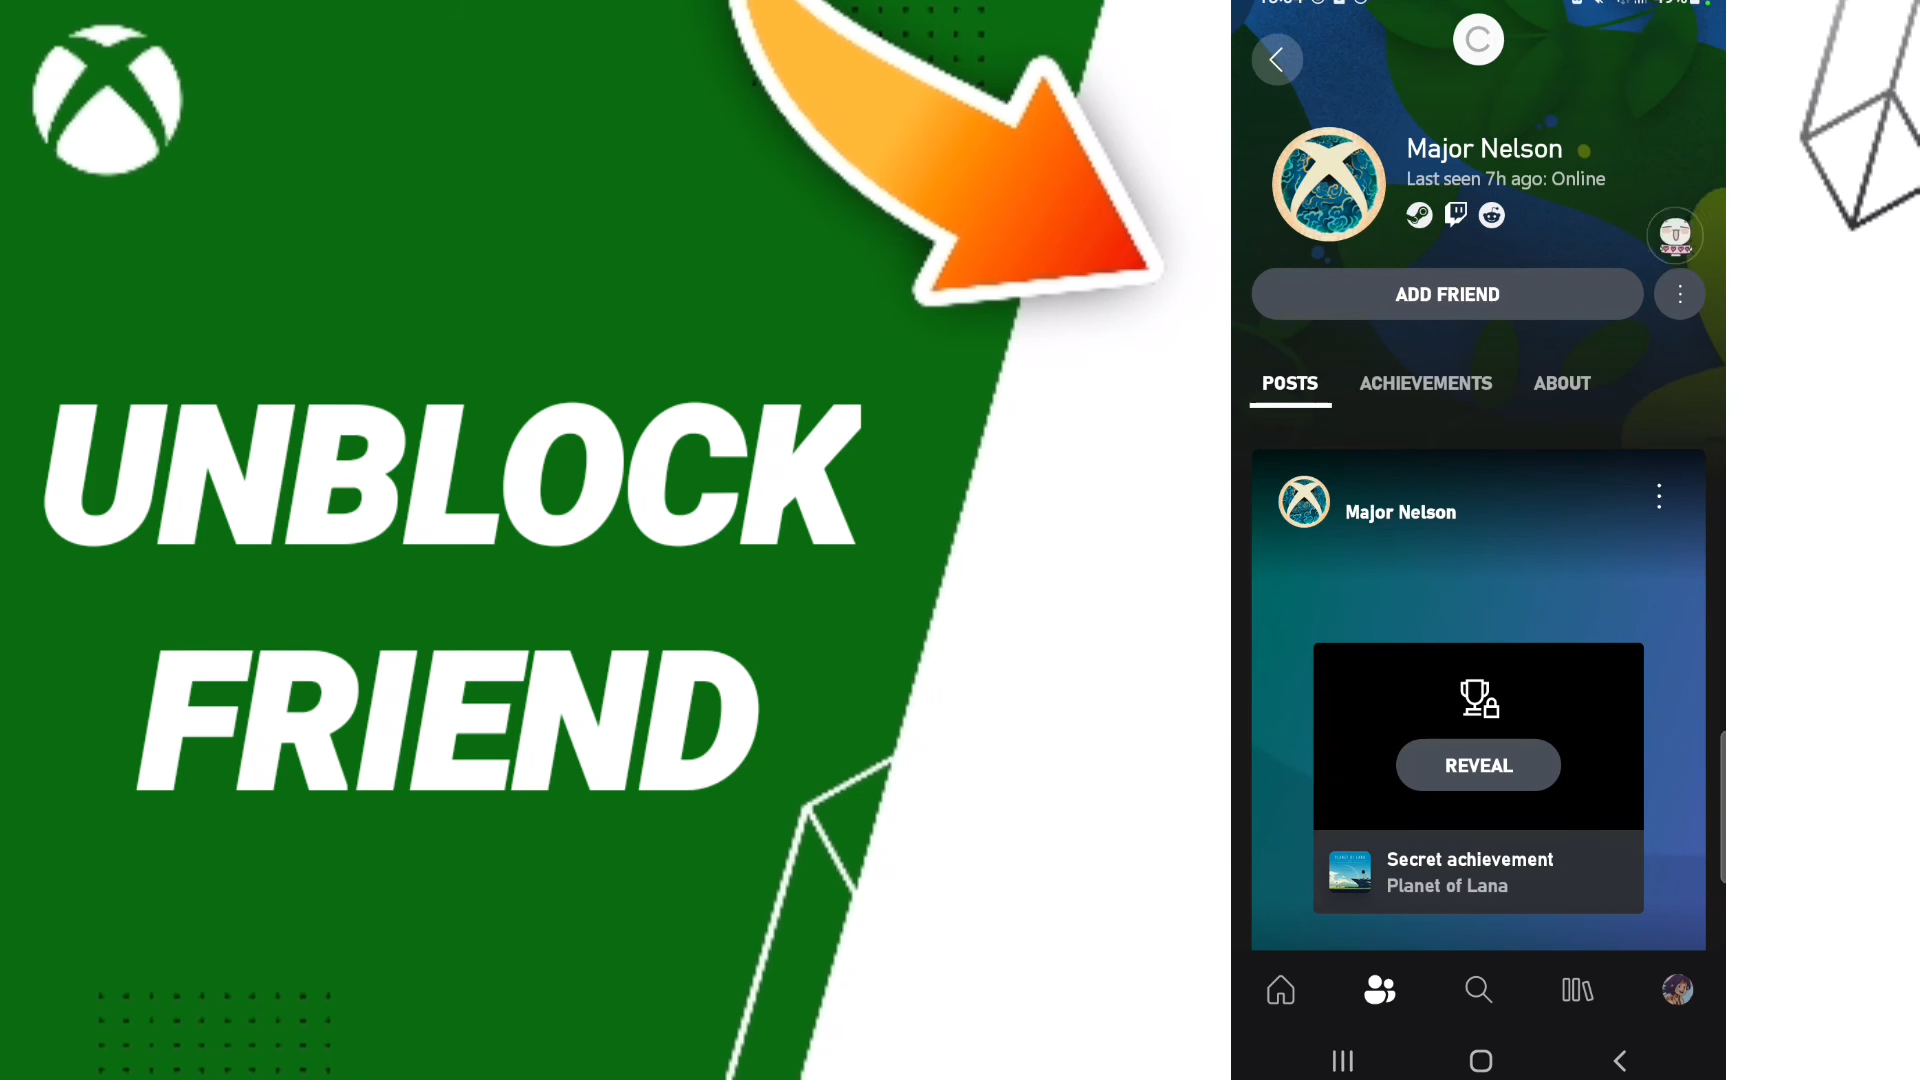 UNBLOCK
FRIEND
Major Nelson
Last seen 7h ago: Online
ADD FRIEND
POSTS ACHIEVEMENTS ABOUT
Major Nelson
REVEAL
Secret achievement
Planet of Lana